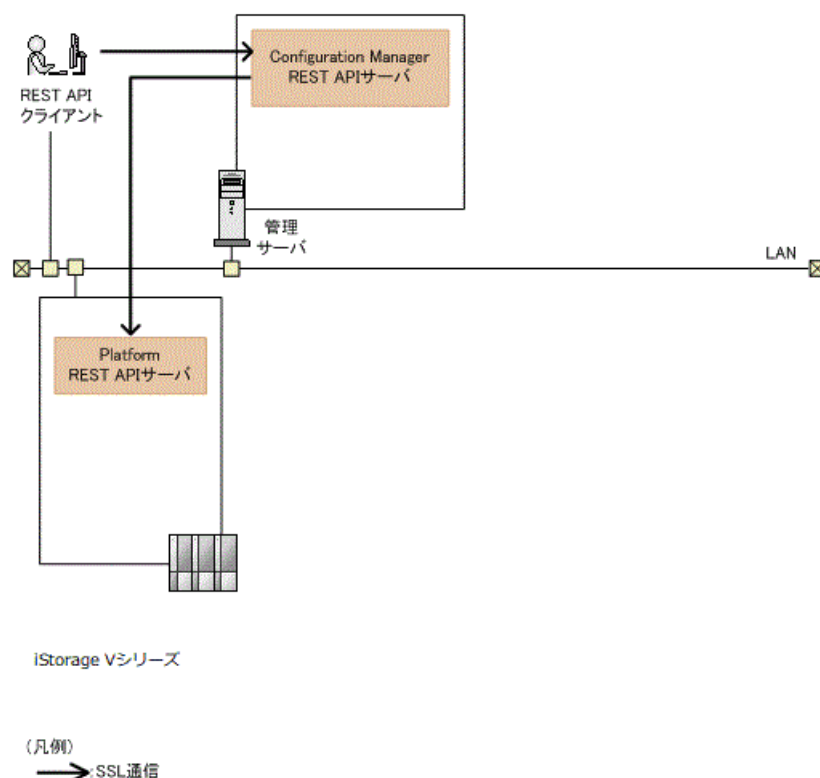 Configuration Manager
REST APIサーバ
REST API
クライアント
管理
サーバ
LAN
Platform
REST APIサーバ
iStorage Vシリーズ
(凡例)
:SSL通信